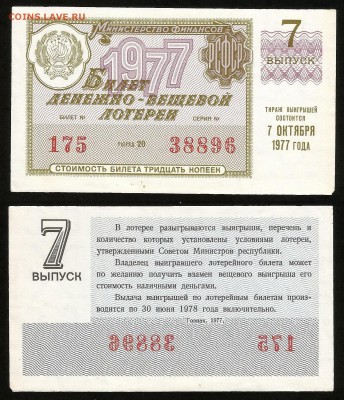 COINS.LAVE.RU
МИНИСТЕРСТВО ФИНАНСОВ
1977
БИЛЕТ
ДЕНЕЖНО-ВЕЩЕВОЙ
ЛОТЕРЕИ
БИЛЕТ № СЕРИЯ №
175 РАЗРЯД 20 38896
СТОИМОСТЬ БИЛЕТА ТРИДЦАТЬ КОПЕЕК
7
ВЫПУСК
ТИРАЖ ВЫИГРЫШЕЙ
СОСТОИТСЯ
7 ОКТЯБРЯ
1977 ГОДА
7
ВЫПУСК
В лотерее разыгрываются выигрыши, перечень и
количество которых установлены условиями лотереи,
утвержденными Советом Министров республики.
Владелец выигравшего лотерейного билета может
по желанию получить взамен вещевого выигрыша его
стоимость наличными деньгами.
Выдача выигрышей по лотерейным билетам произ-
водится по 30 июня 1978 года включительно.
Гознак. 1977.
38896 175